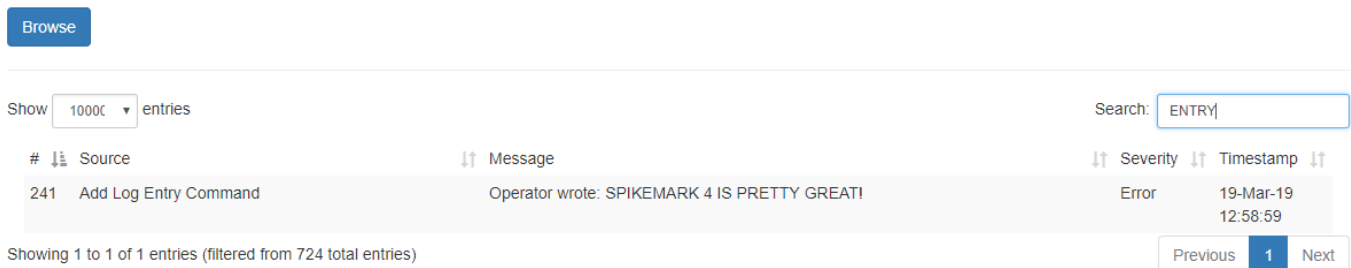 Browse
Show 10000 entries Search: ENTRY
# Source Message Severity Timestamp
241 Add Log Entry Command Operator wrote: SPIKEMARK 4 IS PRETTY GREAT! Error 19-Mar-19
12:58:59
Showing 1 to 1 of 1 entries (filtered from 724 total entries) Previous 1 Next